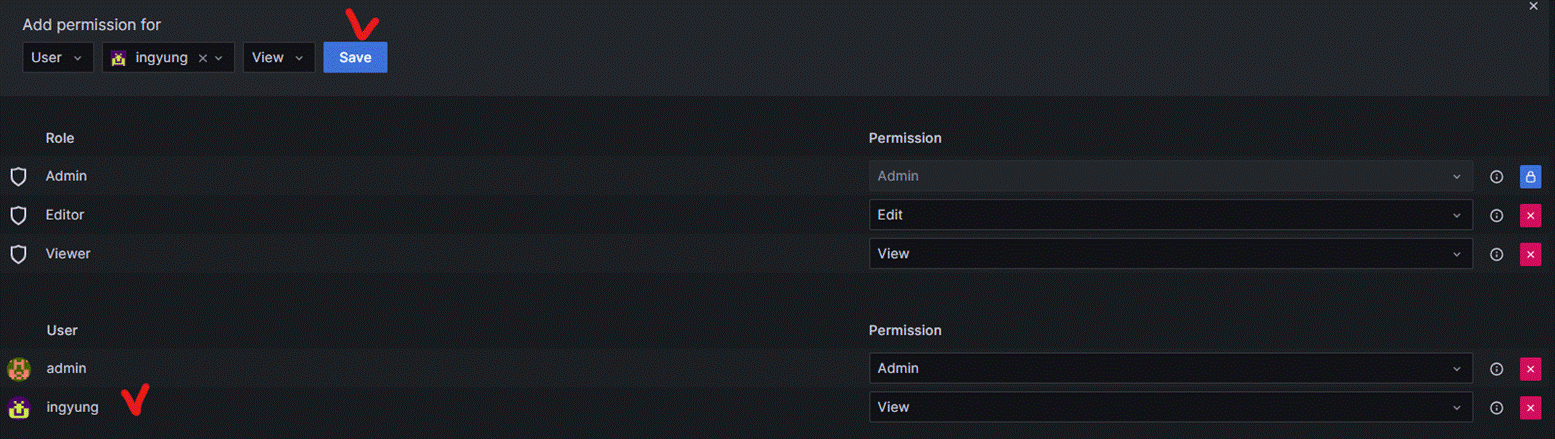 Add permission for
User ingyung View Save
Role Permission
Admin Admin
Editor Edit
Viewer View
User Permission
admin Admin
ingyung View